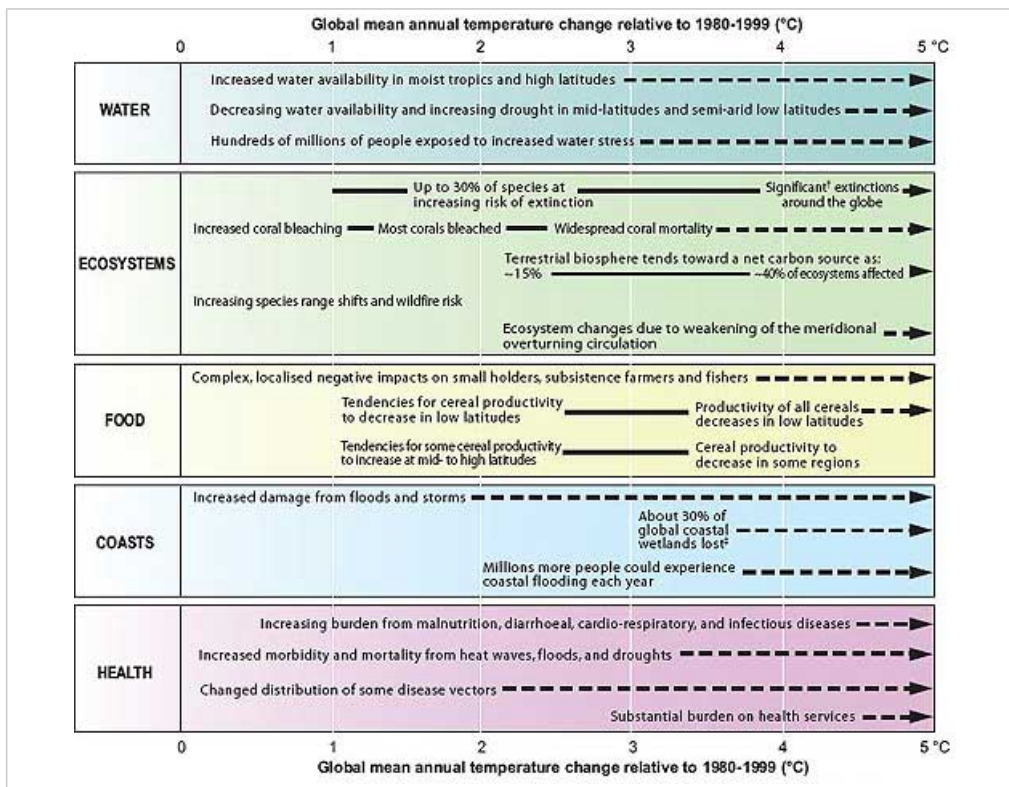 Global mean annual temperature change relative to 1980-1999 (°C)
0 1 2 3 4 5 °C
WATER
Increased water availability in moist tropics and high latitudes
Decreasing water availability and increasing drought in mid-latitudes and semi-arid low latitudes
Hundreds of millions of people exposed to increased water stress
ECOSYSTEMS
Up to 30% of species at
increasing risk of extinction
Significant† extinctions
around the globe
Increased coral bleaching Most corals bleached Widespread coral mortality
Terrestrial biosphere tends toward a net carbon source as:
~15% ~40% of ecosystems affected
Increasing species range shifts and wildfire risk
Ecosystem changes due to weakening of the meridional
overturning circulation
FOOD
Complex, localised negative impacts on small holders, subsistence farmers and fishers
Tendencies for cereal productivity
to decrease in low latitudes
Productivity of all cereals
decreases in low latitudes
Tendencies for some cereal productivity
to increase at mid- to high latitudes
Cereal productivity to
decrease in some regions
COASTS
Increased damage from floods and storms
About 30% of
global coastal
wetlands lost‡
Millions more people could experience
coastal flooding each year
HEALTH
Increasing burden from malnutrition, diarrhoeal, cardio-respiratory, and infectious diseases
Increased morbidity and mortality from heat waves, floods, and droughts
Changed distribution of some disease vectors
Substantial burden on health services
0 1 2 3 4 5 °C
Global mean annual temperature change relative to 1980-1999 (°C)